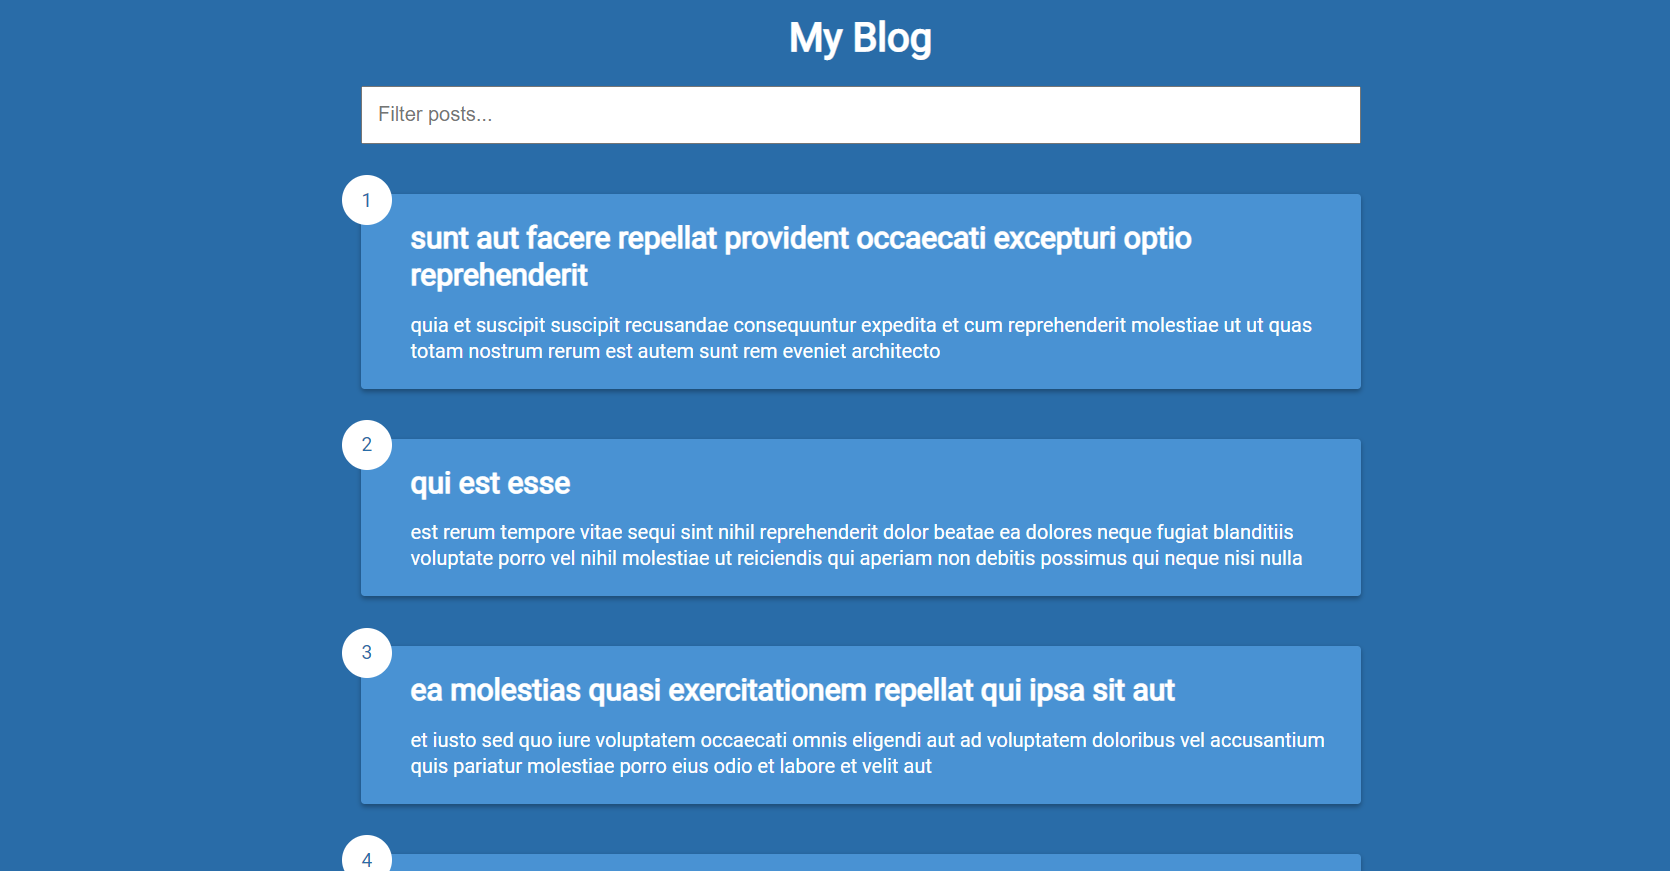 My Blog
Filter posts...
1
sunt aut facere repellat provident occaecati excepturi optio
reprehenderit
quia et suscipit suscipit recusandae consequuntur expedita et cum reprehenderit molestiae ut ut quas
totam nostrum rerum est autem sunt rem eveniet architecto
2
qui est esse
est rerum tempore vitae sequi sint nihil reprehenderit dolor beatae ea dolores neque fugiat blanditiis
voluptate porro vel nihil molestiae ut reiciendis qui aperiam non debitis possimus qui neque nisi nulla
3
ea molestias quasi exercitationem repellat qui ipsa sit aut
et iusto sed quo iure voluptatem occaecati omnis eligendi aut ad voluptatem doloribus vel accusantium
quis pariatur molestiae porro eius odio et labore et velit aut
4